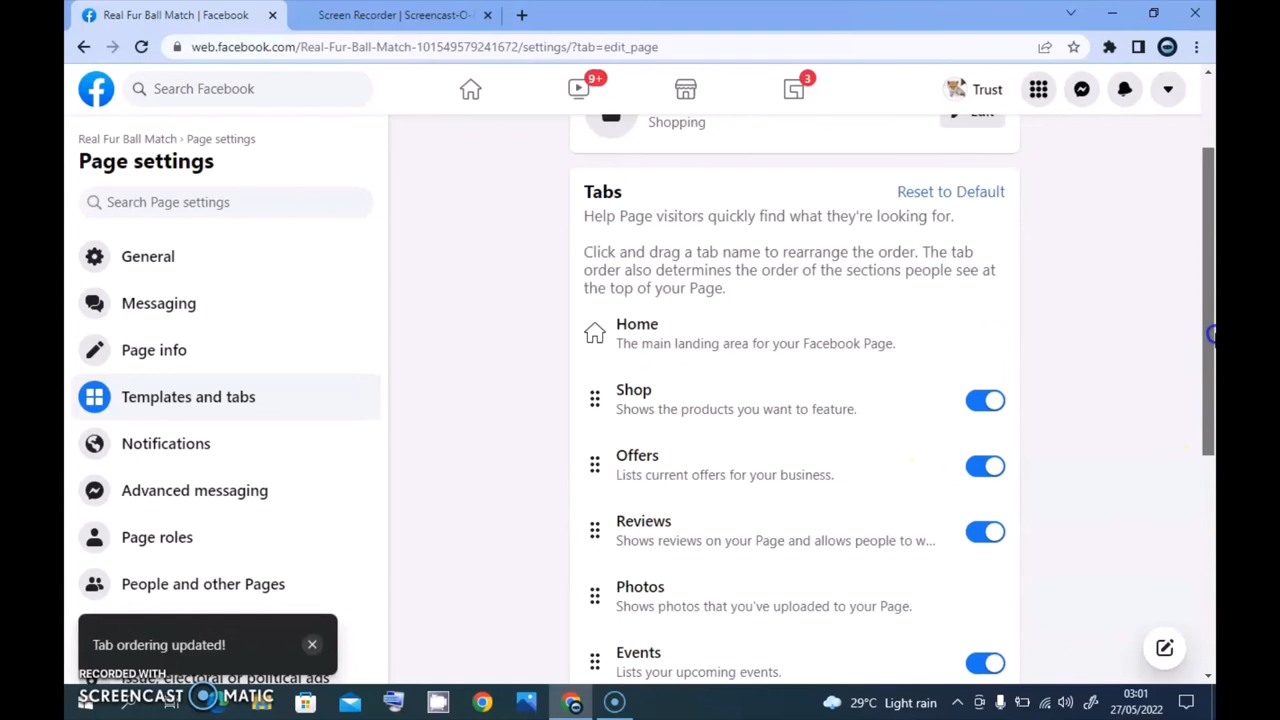 Real Fur Ball Match | Facebook
Screen Recorder | Screencast-O-
web.facebook.com/Real-Fur-Ball-Match-101549579241672/settings/?tab=edit_page
Search Facebook
9+
3
Trust
Real Fur Ball Match › Page settings
Page settings
Search Page settings
General
Messaging
Page info
Templates and tabs
Notifications
Advanced messaging
Page roles
People and other Pages
Issue, electoral or political ads
Tab ordering updated!
Shopping
Edit
Tabs
Reset to Default
Help Page visitors quickly find what they're looking for.
Click and drag a tab name to rearrange the order. The tab
order also determines the order of the sections people see at
the top of your Page.
Home
The main landing area for your Facebook Page.
Shop
Shows the products you want to feature.
Offers
Lists current offers for your business.
Reviews
Shows reviews on your Page and allows people to w...
Photos
Shows photos that you've uploaded to your Page.
Events
Lists your upcoming events.
RECORDED WITH
SCREENCAST MATIC
29°C Light rain
03:01
27/05/2022